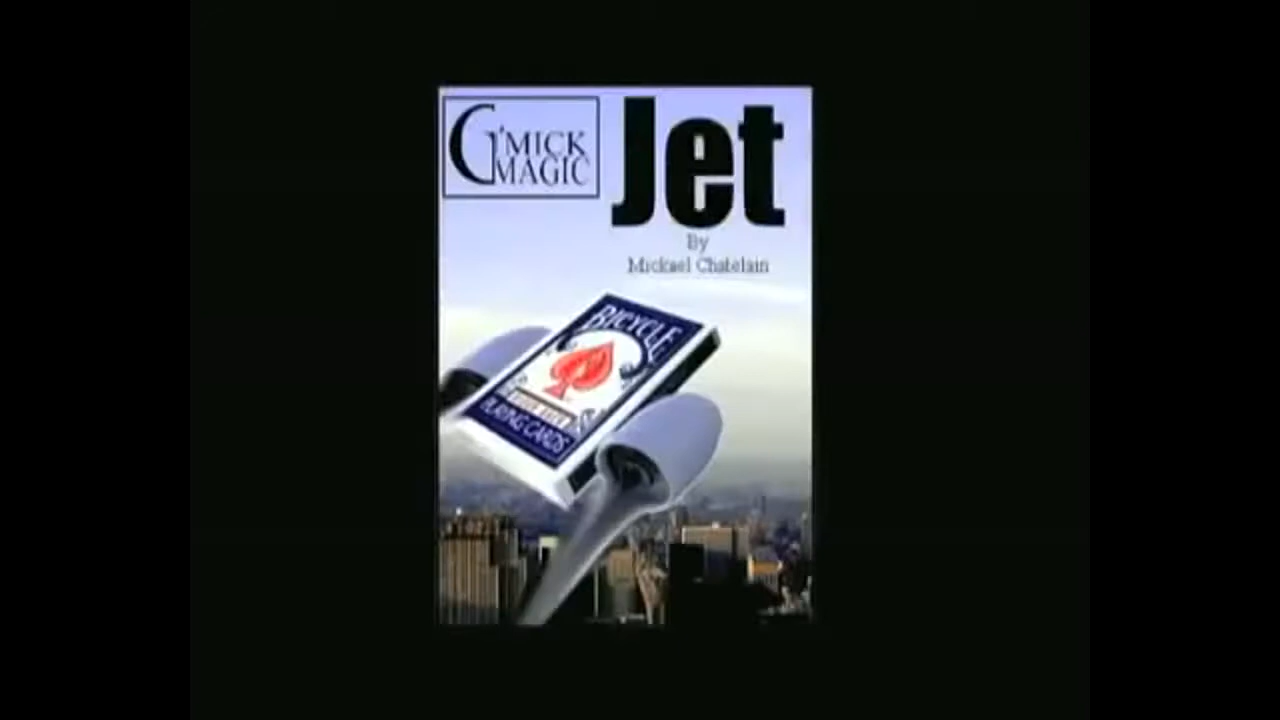 G'MICK
MAGIC
Jet
By
Mickael Chatelain
BICYCLE
PLAYING CARDS